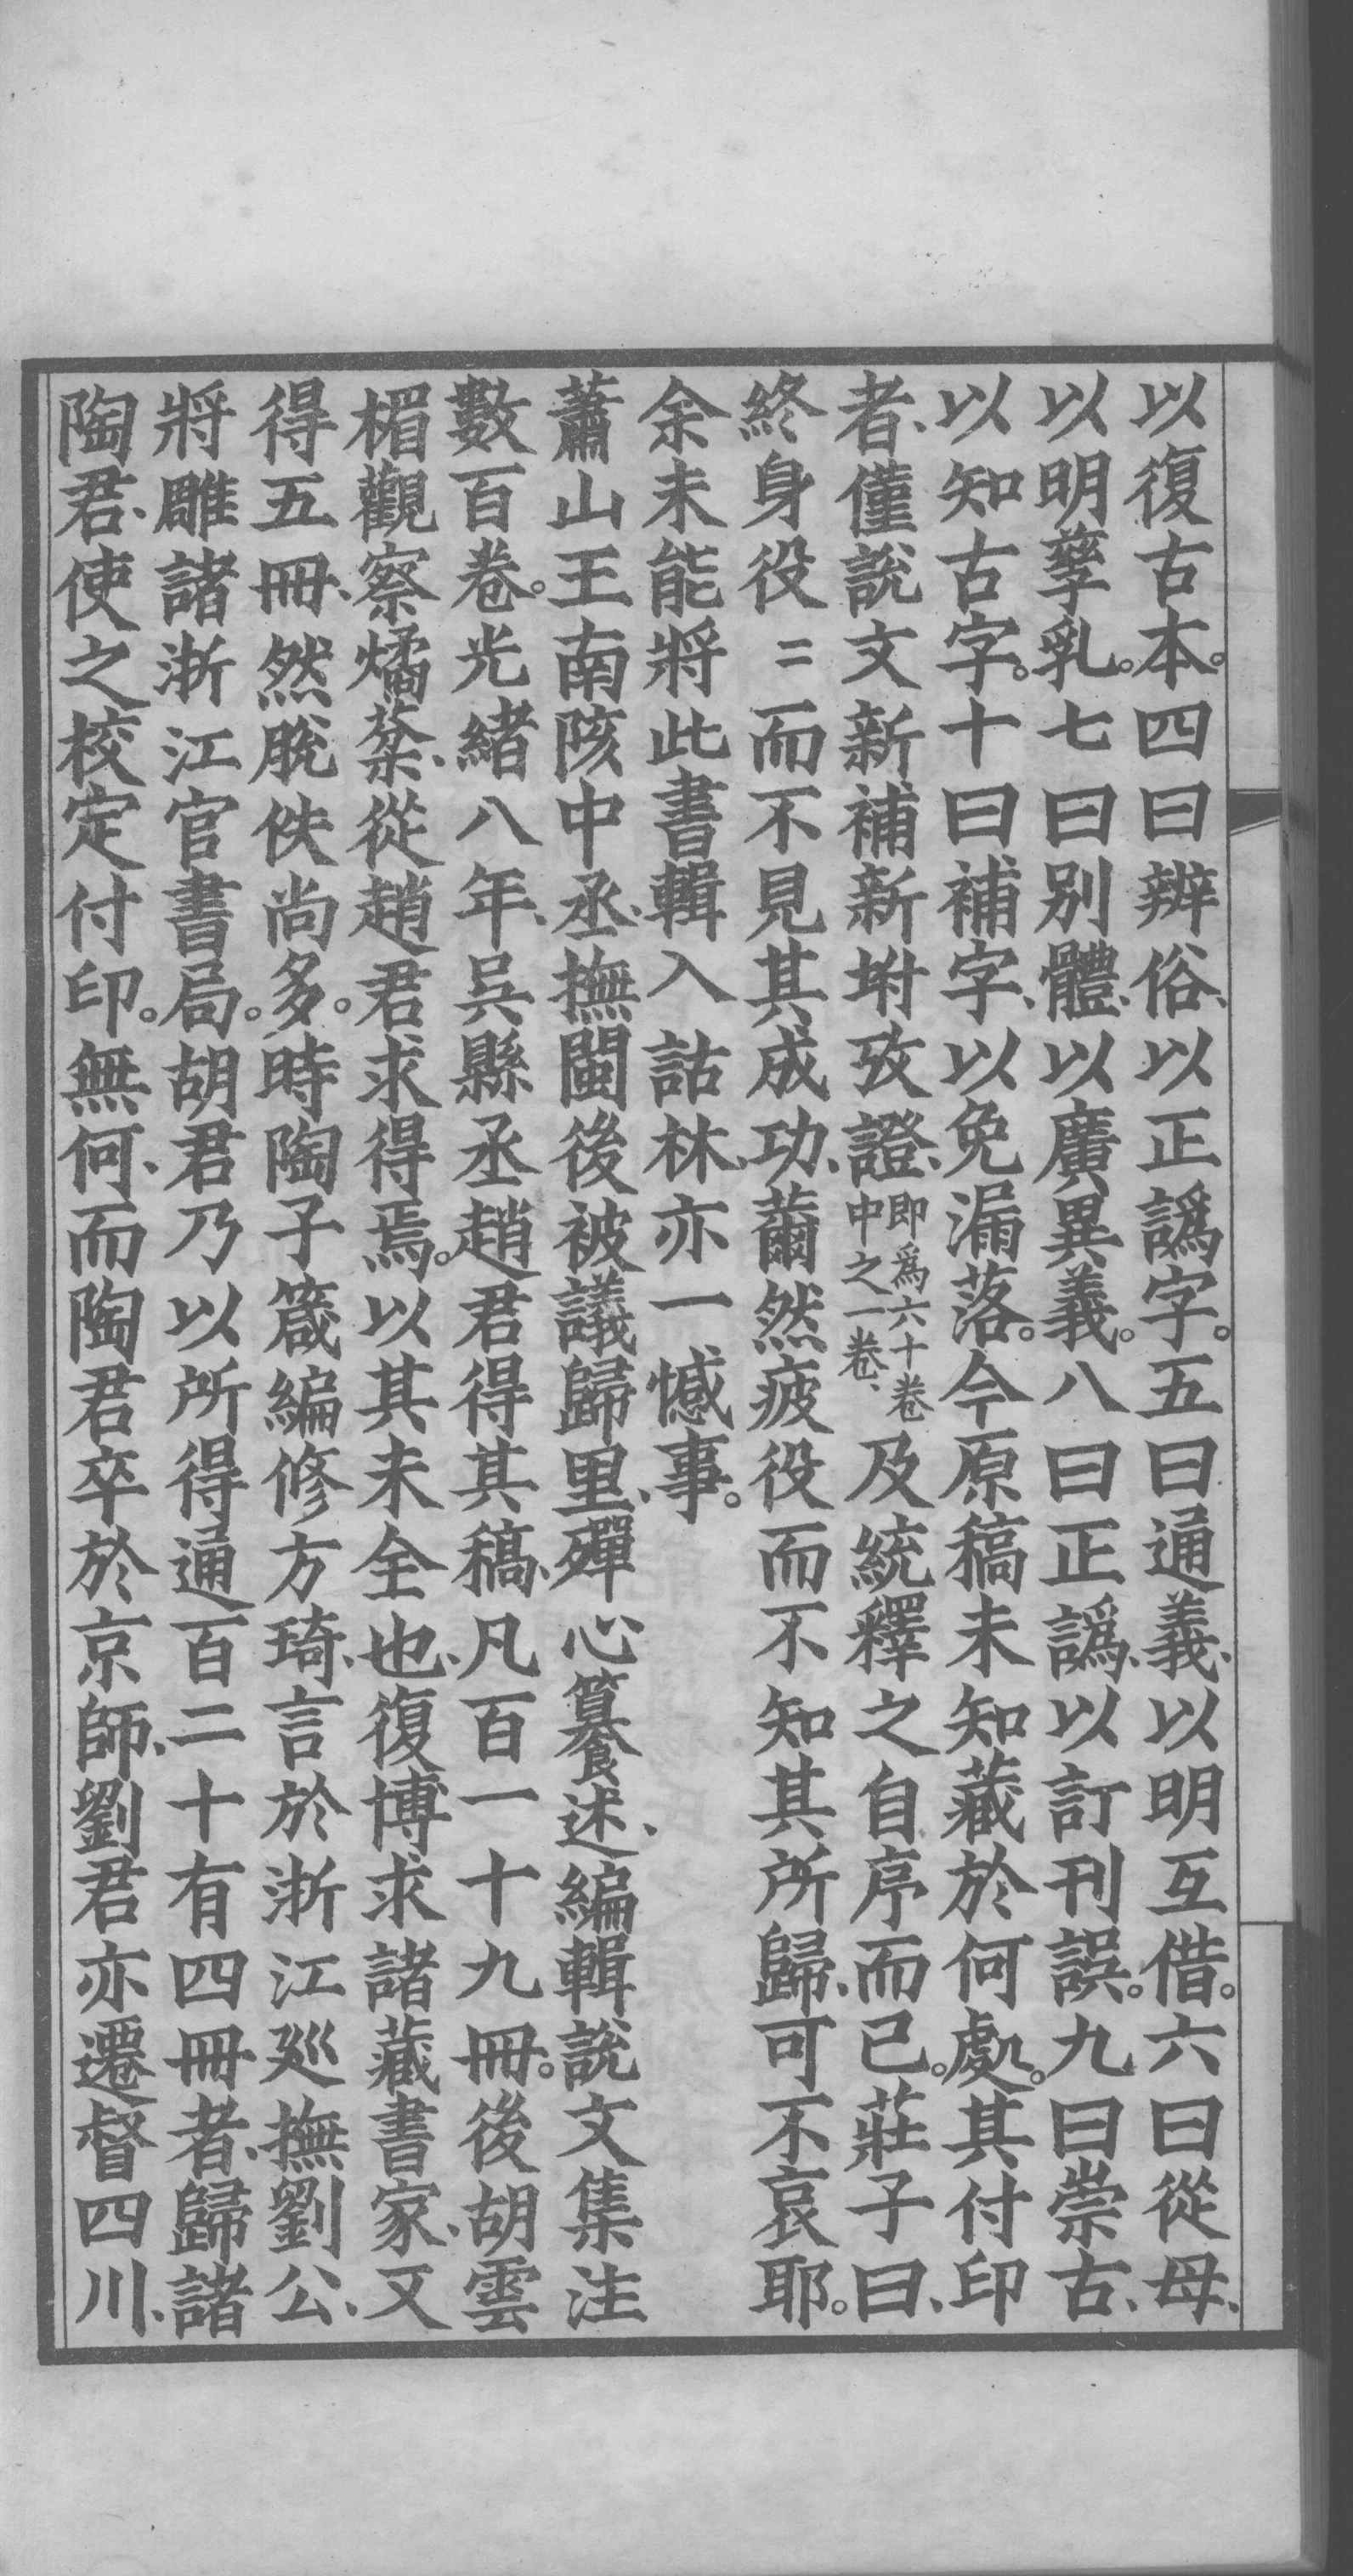 以復古本。四曰辨俗、以正譌字。五曰通義、以明互借。六曰從母、
以明孳乳。七曰别體、以廣異義。八曰正譌、以訂刊誤。九曰崇古、
以知古字。十曰補字、以免漏落。今原稿未知藏於何處。其付印
者、僅說文新補新坿攷證、即爲六十卷中之一卷、及統釋之自序而已。莊子曰、
終身役〻而不見其成功、薾然疲役而不知其所歸、可不哀耶。
余未能將此書輯入詁林、亦一憾事。
蕭山王南陔中丞、撫閩後被議歸里、殫心篹述、編輯說文集注
數百卷。光緒八年、呉縣丞趙君得其稿、凡百一十九冊。後胡雲
楣觀察燏棻、從趙君求得焉。以其未全也、復博求諸藏書家、又
得五冊、然脫佚尚多。時陶子箴編修方琦、言於浙江廵撫劉公、
將雕諸浙江官書局。胡君乃以所得通百二十有四冊者、歸諸
陶君、使之校定付印。無何、而陶君卒於京師、劉君亦遷督四川、